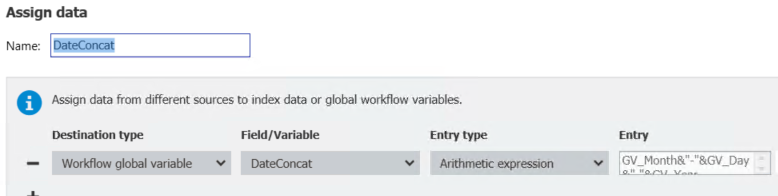 Assign data
Name: DateConcat
i Assign data from different sources to index data or global workflow variables.
Destination type Field/Variable Entry type Entry
Workflow global variable DateConcat Arithmetic expression GV_Month&"-"&GV_Day
&"-"&GV_Year